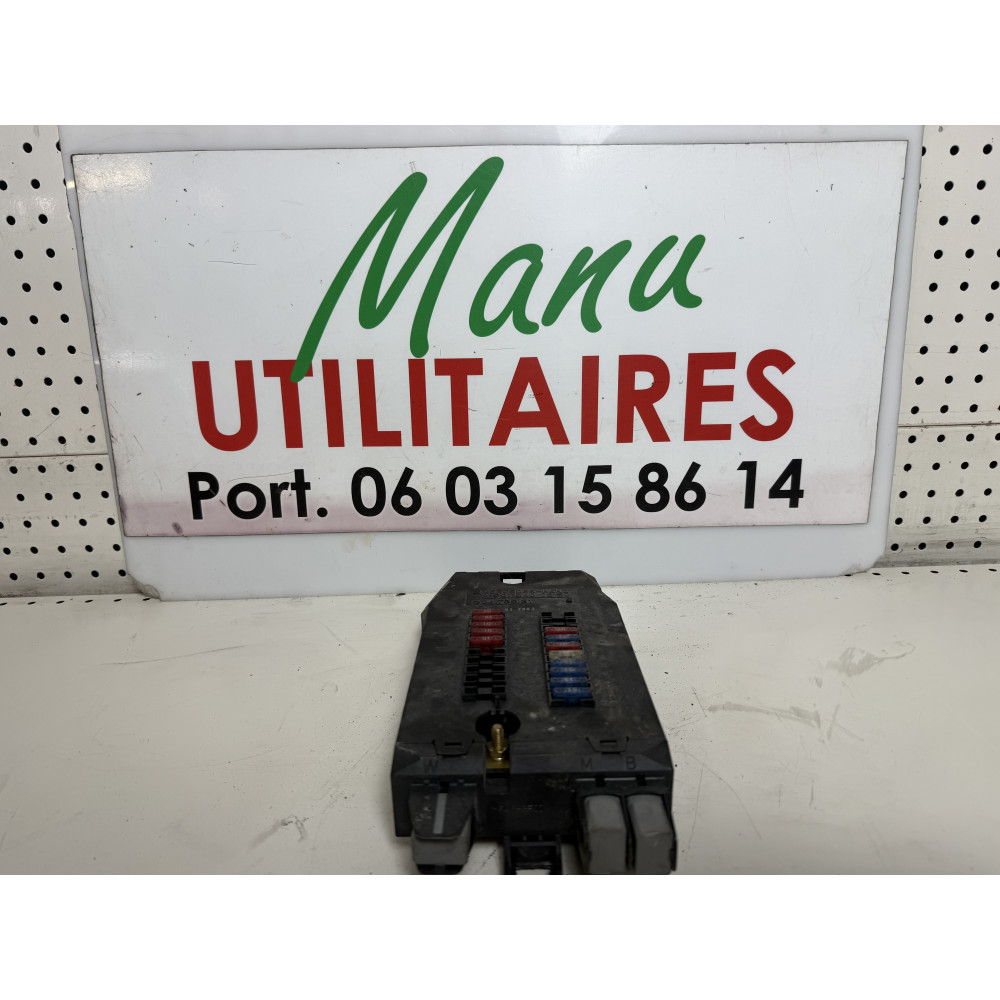 Manu
UTILITAIRES
Port. 06 03 15 86 14
W M B